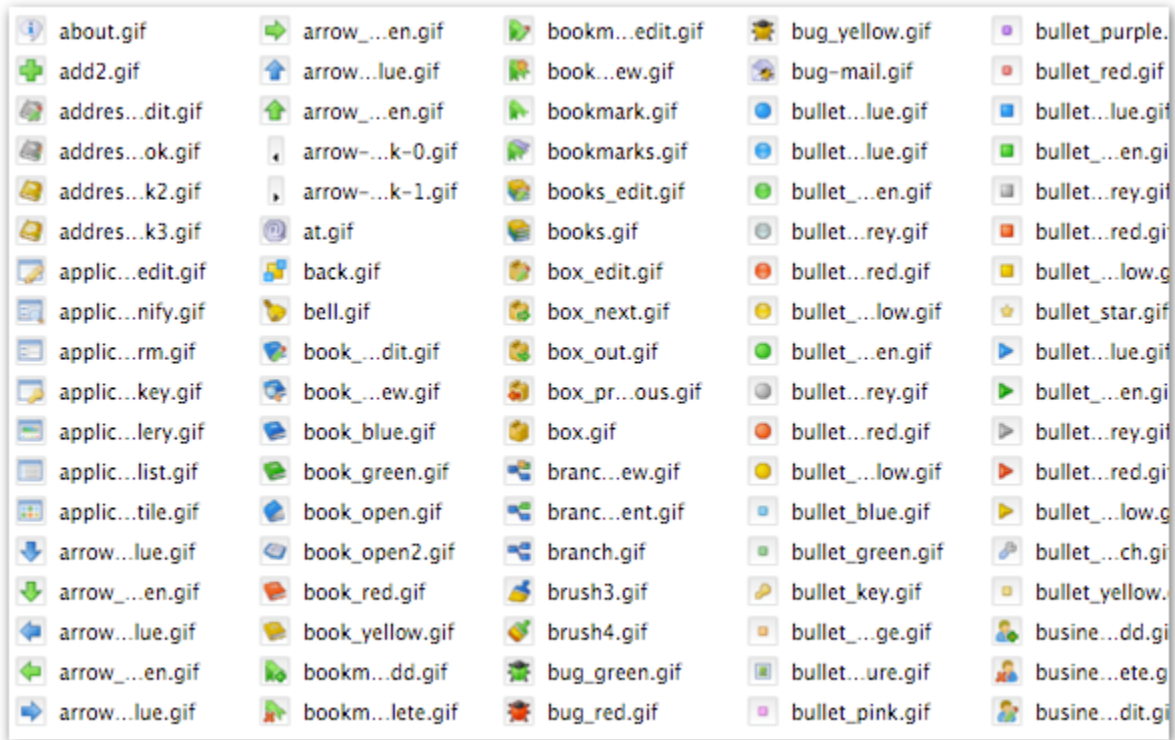 about.gif
add2.gif
addres...dit.gif
addres...ok.gif
addres...k2.gif
addres...k3.gif
applic...edit.gif
applic...nify.gif
applic...rm.gif
applic...key.gif
applic...lery.gif
applic...list.gif
applic...tile.gif
arrow...lue.gif
arrow_...en.gif
arrow...lue.gif
arrow_...en.gif
arrow...lue.gif
arrow_...en.gif
arrow...lue.gif
arrow_...en.gif
arrow-...k-0.gif
arrow-...k-1.gif
at.gif
back.gif
bell.gif
book_...dit.gif
book_...ew.gif
book_blue.gif
book_green.gif
book_open.gif
book_open2.gif
book_red.gif
book_yellow.gif
bookm...dd.gif
bookm...lete.gif
bookm...edit.gif
book...ew.gif
bookmark.gif
bookmarks.gif
books_edit.gif
books.gif
box_edit.gif
box_next.gif
box_out.gif
box_pr...ous.gif
box.gif
branc...ew.gif
branc...ent.gif
branch.gif
brush3.gif
brush4.gif
bug_green.gif
bug_red.gif
bug_yellow.gif
bug-mail.gif
bullet...lue.gif
bullet...lue.gif
bullet_...en.gif
bullet...rey.gif
bullet...red.gif
bullet_...low.gif
bullet_...en.gif
bullet...rey.gif
bullet...red.gif
bullet_...low.gif
bullet_blue.gif
bullet_green.gif
bullet_key.gif
bullet_...ge.gif
bullet...ure.gif
bullet_pink.gif
bullet_purple.
bullet_red.gif
bullet...lue.gif
bullet_...en.gi
bullet...rey.gif
bullet...red.gi
bullet_...low.g
bullet_star.gif
bullet...lue.gif
bullet_...en.gi
bullet...rey.gif
bullet...red.gi
bullet_...low.g
bullet_...ch.gi
bullet_yellow.
busine...dd.gi
busine...ete.g
busine...dit.gi